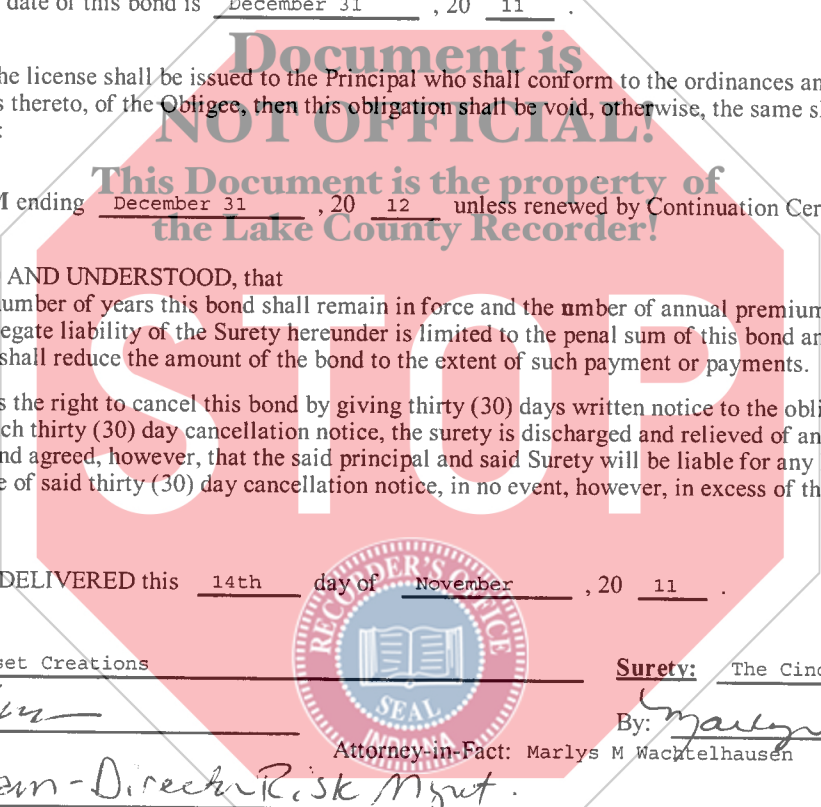 date of this bond is December 31 , 20 11 .
Document is
he license shall be issued to the Principal who shall conform to the ordinances an
s thereto, of the Obligee, then this obligation shall be void, otherwise, the same s
NOT OFFICIAL!
:
This Document is the property of
M ending December 31 , 20 12 unless renewed by Continuation Cer
the Lake County Recorder!
AND UNDERSTOOD, that
umber of years this bond shall remain in force and the umber of annual premium
egate liability of the Surety hereunder is limited to the penal sum of this bond an
shall reduce the amount of the bond to the extent of such payment or payments.
STOP
s the right to cancel this bond by giving thirty (30) days written notice to the obli
ch thirty (30) day cancellation notice, the surety is discharged and relieved of an
nd agreed, however, that the said principal and said Surety will be liable for any
e of said thirty (30) day cancellation notice, in no event, however, in excess of th
DELIVERED this 14th day of November , 20 11 .
RECORDER'S OFFICE
SEAL
INDIANA
set Creations Surety: The Cinc
By: Marlys
Attorney-in-Fact: Marlys M Wachtelhausen
- Director Risk Mgmt.